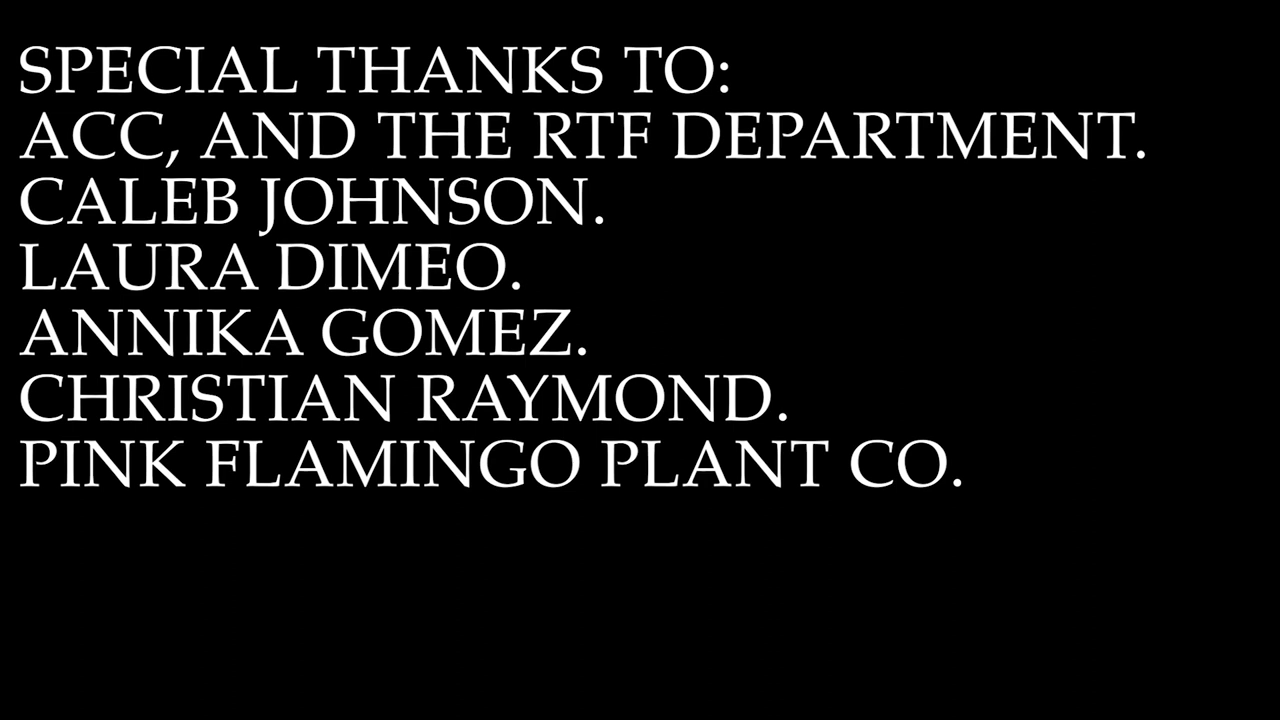 SPECIAL THANKS TO:
ACC, AND THE RTF DEPARTMENT.
CALEB JOHNSON.
LAURA DIMEO.
ANNIKA GOMEZ.
CHRISTIAN RAYMOND.
PINK FLAMINGO PLANT CO.